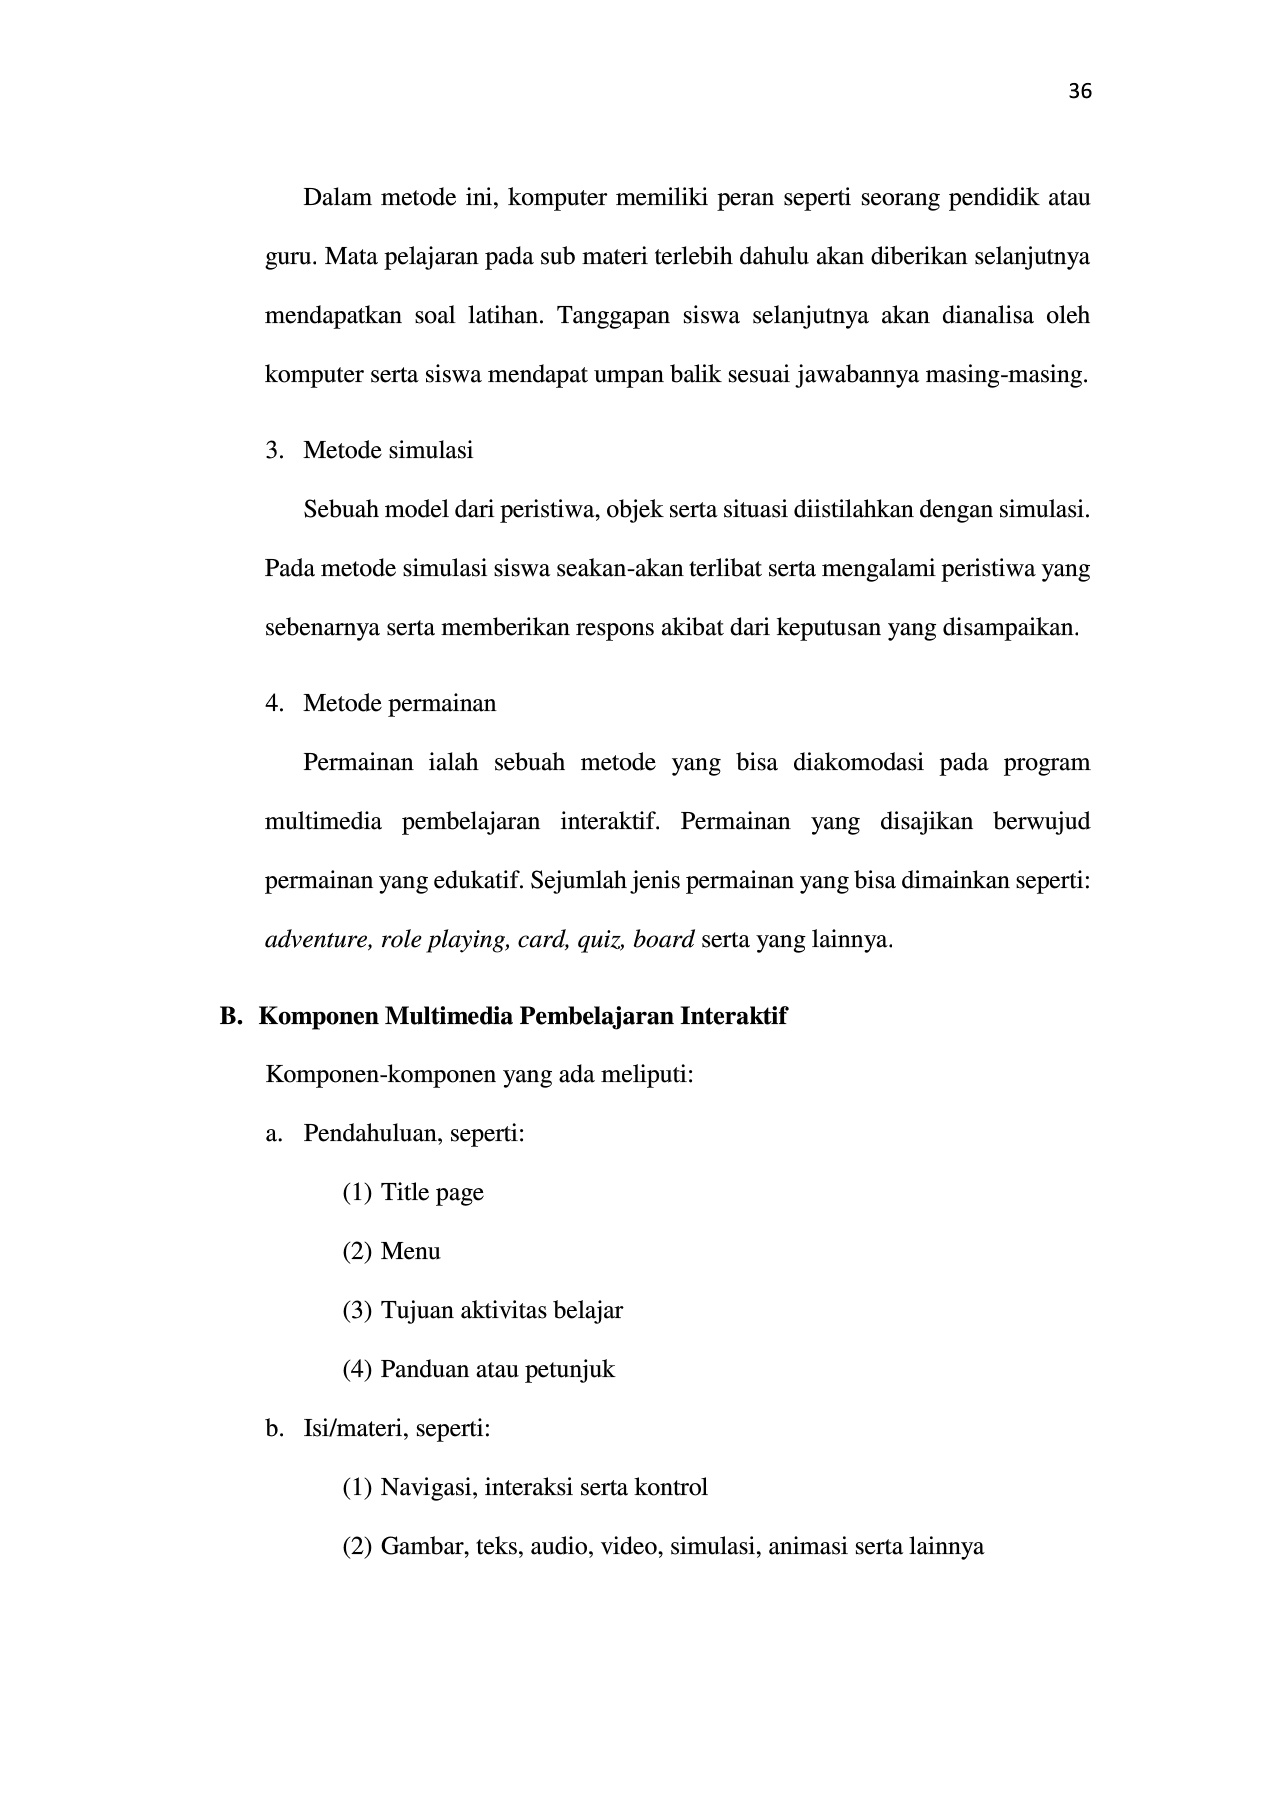 36
Dalam metode ini, komputer memiliki peran seperti seorang pendidik atau
guru. Mata pelajaran pada sub materi terlebih dahulu akan diberikan selanjutnya
mendapatkan soal latihan. Tanggapan siswa selanjutnya akan dianalisa oleh
komputer serta siswa mendapat umpan balik sesuai jawabannya masing-masing.
3. Metode simulasi
Sebuah model dari peristiwa, objek serta situasi diistilahkan dengan simulasi.
Pada metode simulasi siswa seakan-akan terlibat serta mengalami peristiwa yang
sebenarnya serta memberikan respons akibat dari keputusan yang disampaikan.
4. Metode permainan
Permainan ialah sebuah metode yang bisa diakomodasi pada program
multimedia pembelajaran interaktif. Permainan yang disajikan berwujud
permainan yang edukatif. Sejumlah jenis permainan yang bisa dimainkan seperti:
adventure, role playing, card, quiz, board serta yang lainnya.
B. Komponen Multimedia Pembelajaran Interaktif
Komponen-komponen yang ada meliputi:
a. Pendahuluan, seperti:
(1) Title page
(2) Menu
(3) Tujuan aktivitas belajar
(4) Panduan atau petunjuk
b. Isi/materi, seperti:
(1) Navigasi, interaksi serta kontrol
(2) Gambar, teks, audio, video, simulasi, animasi serta lainnya